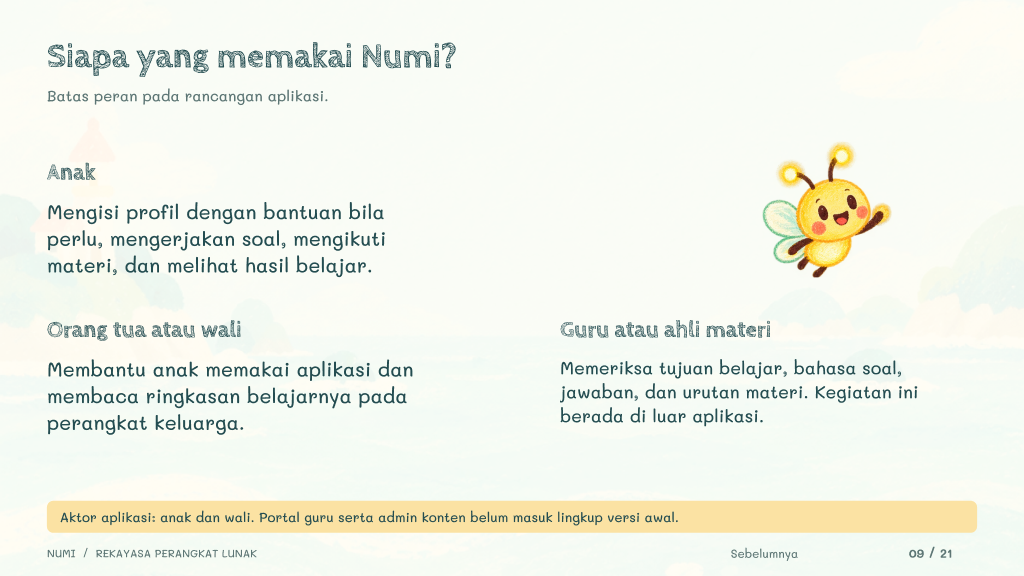 Siapa yang memakai Numi?
Batas peran pada rancangan aplikasi.
Anak
Mengisi profil dengan bantuan bila
perlu, mengerjakan soal, mengikuti
materi, dan melihat hasil belajar.
Orang tua atau wali
Membantu anak memakai aplikasi dan
membaca ringkasan belajarnya pada
perangkat keluarga.
Guru atau ahli materi
Memeriksa tujuan belajar, bahasa soal,
jawaban, dan urutan materi. Kegiatan ini
berada di luar aplikasi.
Aktor aplikasi: anak dan wali. Portal guru serta admin konten belum masuk lingkup versi awal.
NUMI / REKAYASA PERANGKAT LUNAK
Sebelumnya
09 / 21